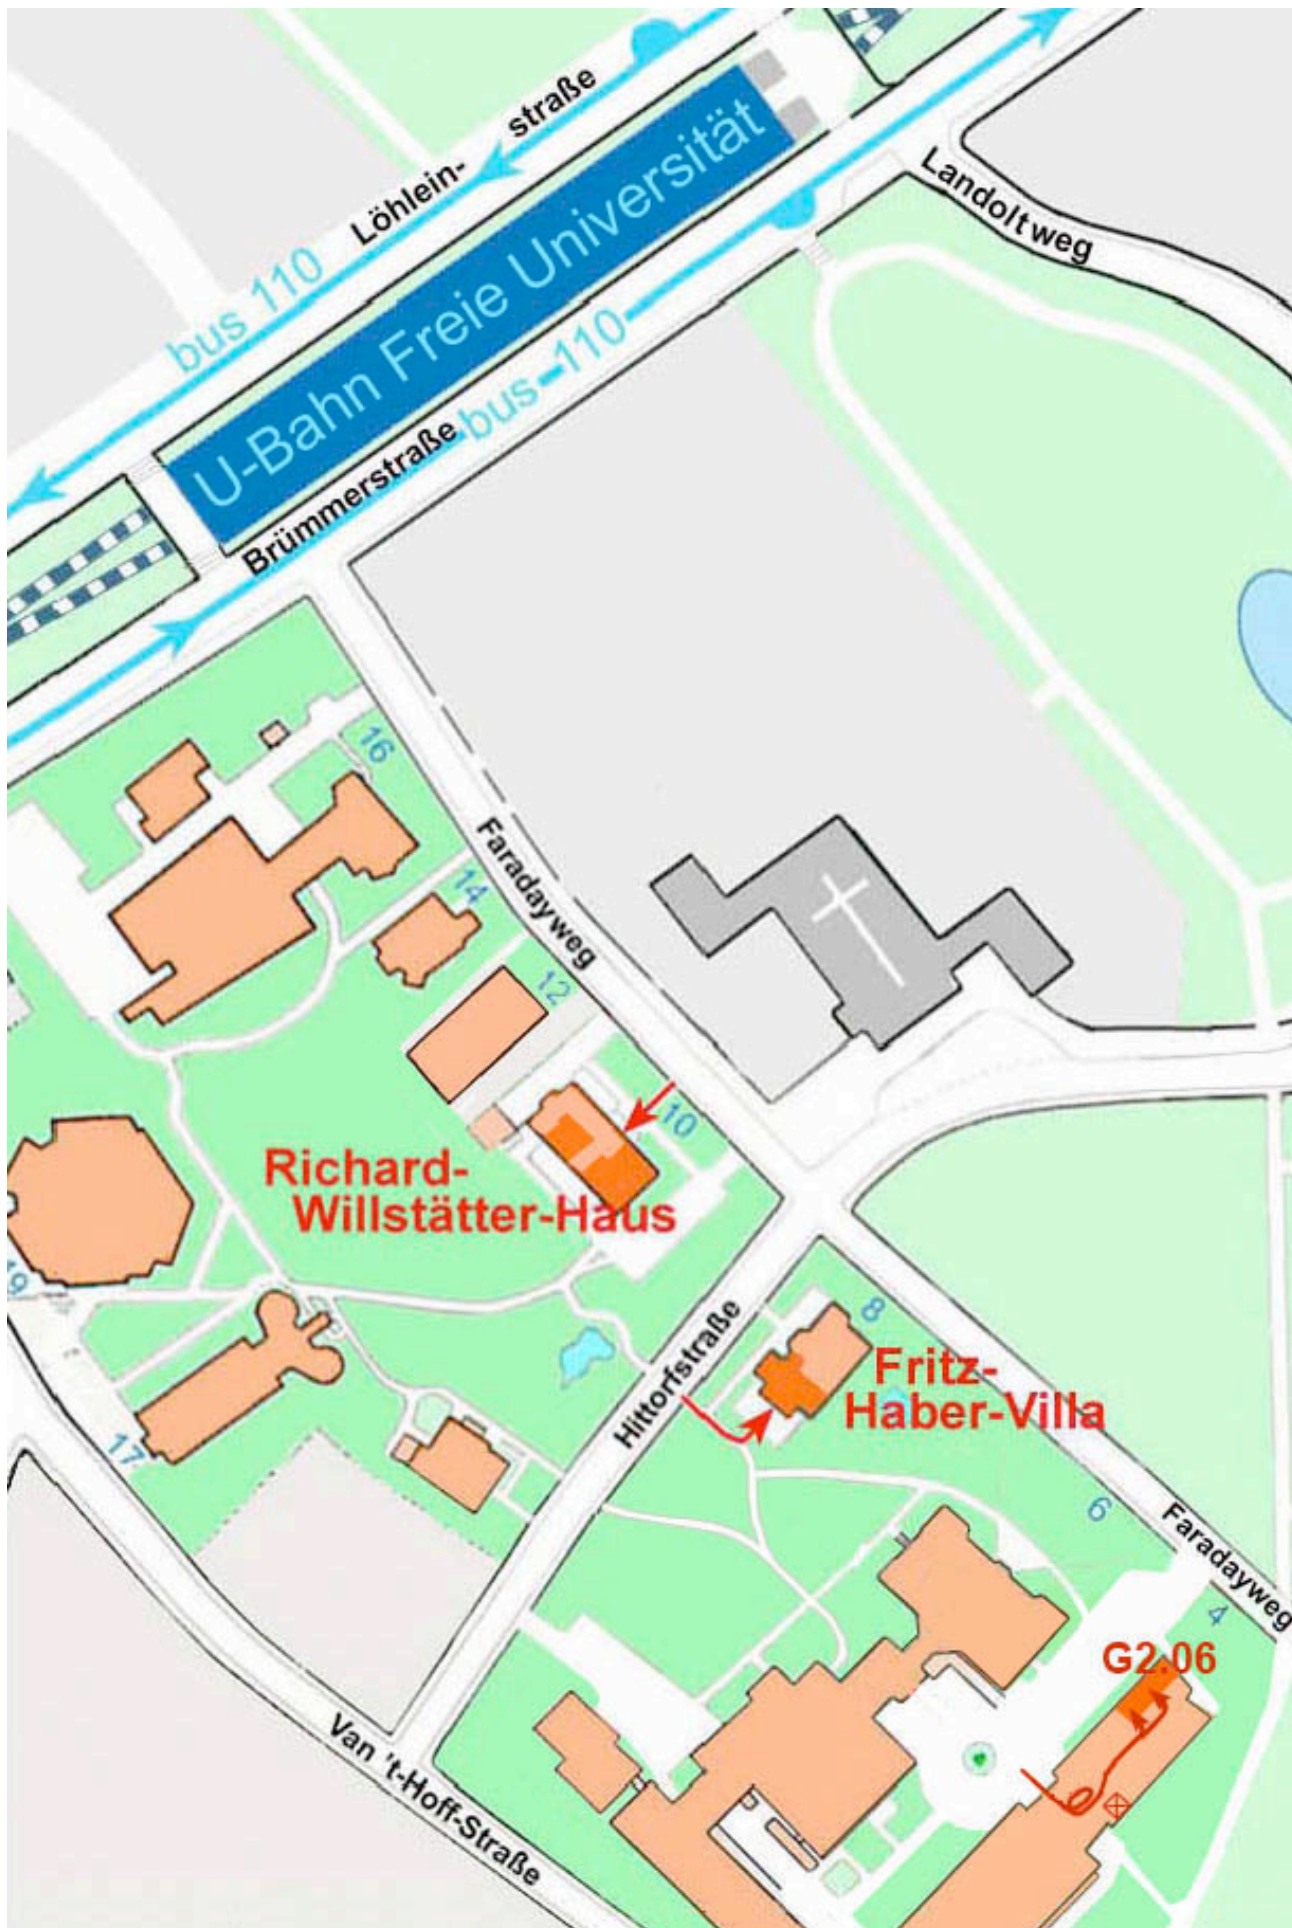 Löhlein-
straße
Landoltweg
bus 110
U-Bahn Freie Universität
Brümmerstraße
bus 110
16
Faradayweg
14
12
10
Richard-
Willstätter-Haus
19
8
Hittorfstraße
Fritz-
Haber-Villa
17
6
Faradayweg
4
G2.06
Van 't-Hoff-Straße